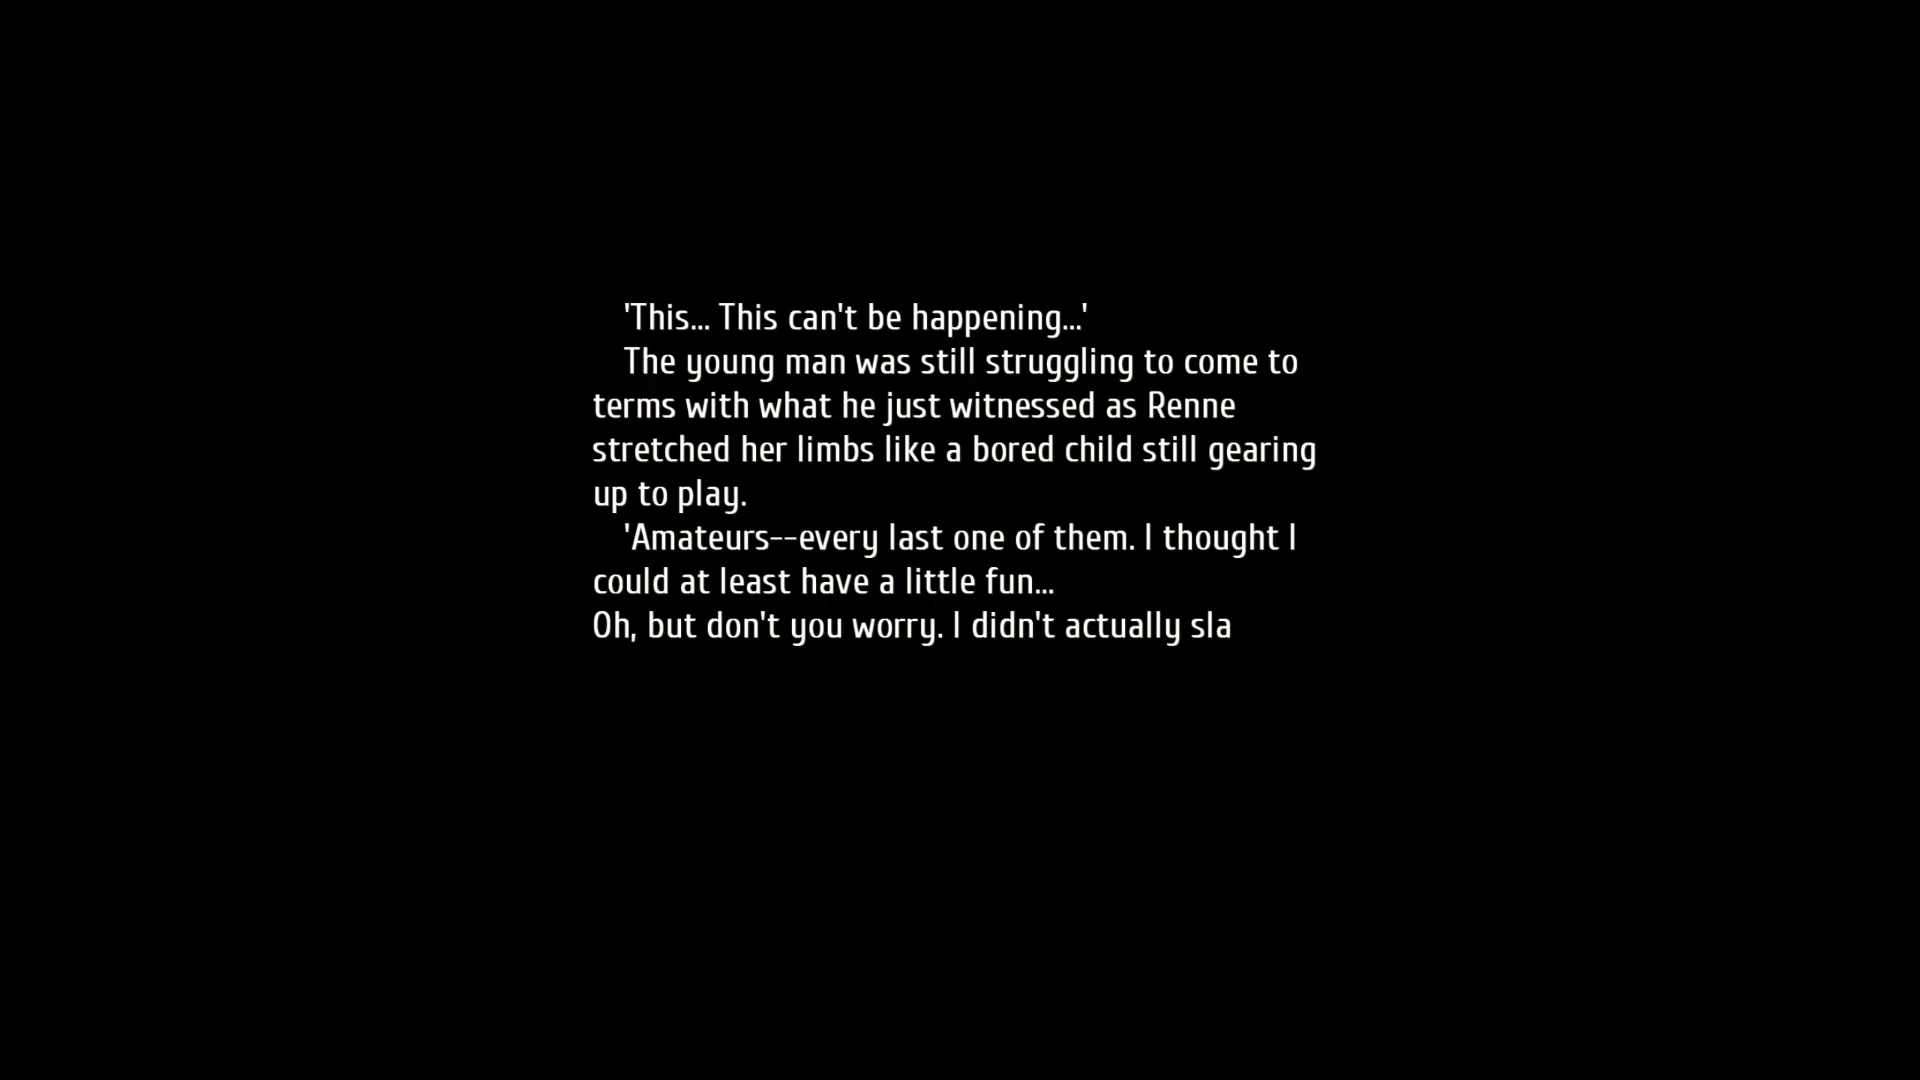 'This... This can't be happening...'
The young man was still struggling to come to
terms with what he just witnessed as Renne
stretched her limbs like a bored child still gearing
up to play.
'Amateurs--every last one of them. I thought I
could at least have a little fun...
Oh, but don't you worry. I didn't actually sla